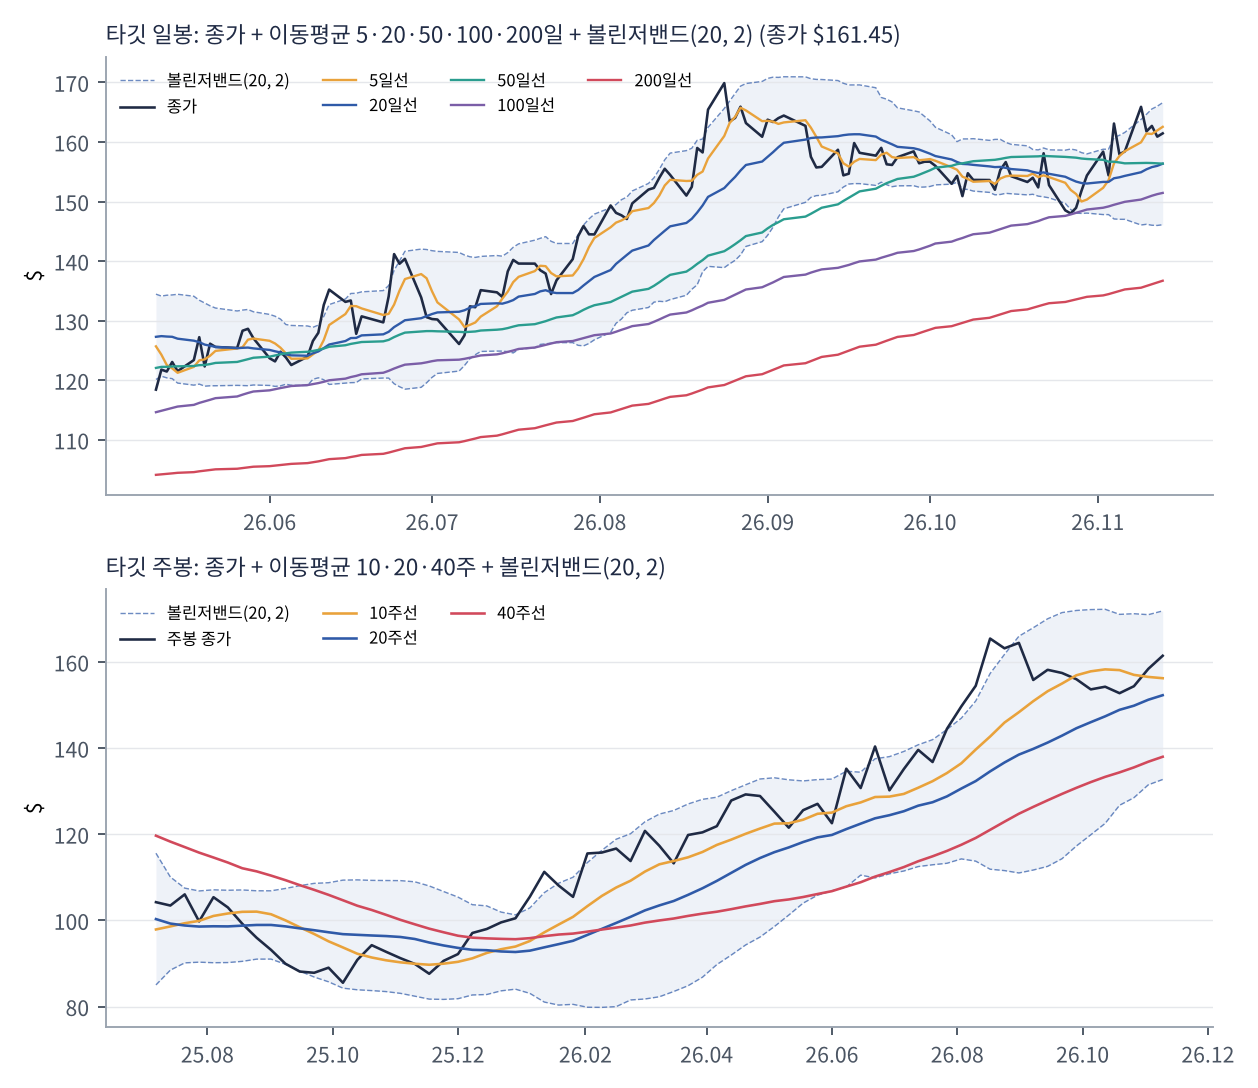 타깃 일봉: 종가 + 이동평균 5·20·50·100·200일 + 볼린저밴드(20, 2) (종가 $161.45)
볼린저밴드(20, 2) 5일선 50일선 200일선
종가 20일선 100일선
170
160
150
140
130
120
110
$
26.06 26.07 26.08 26.09 26.10 26.11
타깃 주봉: 종가 + 이동평균 10·20·40주 + 볼린저밴드(20, 2)
볼린저밴드(20, 2) 10주선 40주선
주봉 종가 20주선
160
140
120
100
80
$
25.08 25.10 25.12 26.02 26.04 26.06 26.08 26.10 26.12